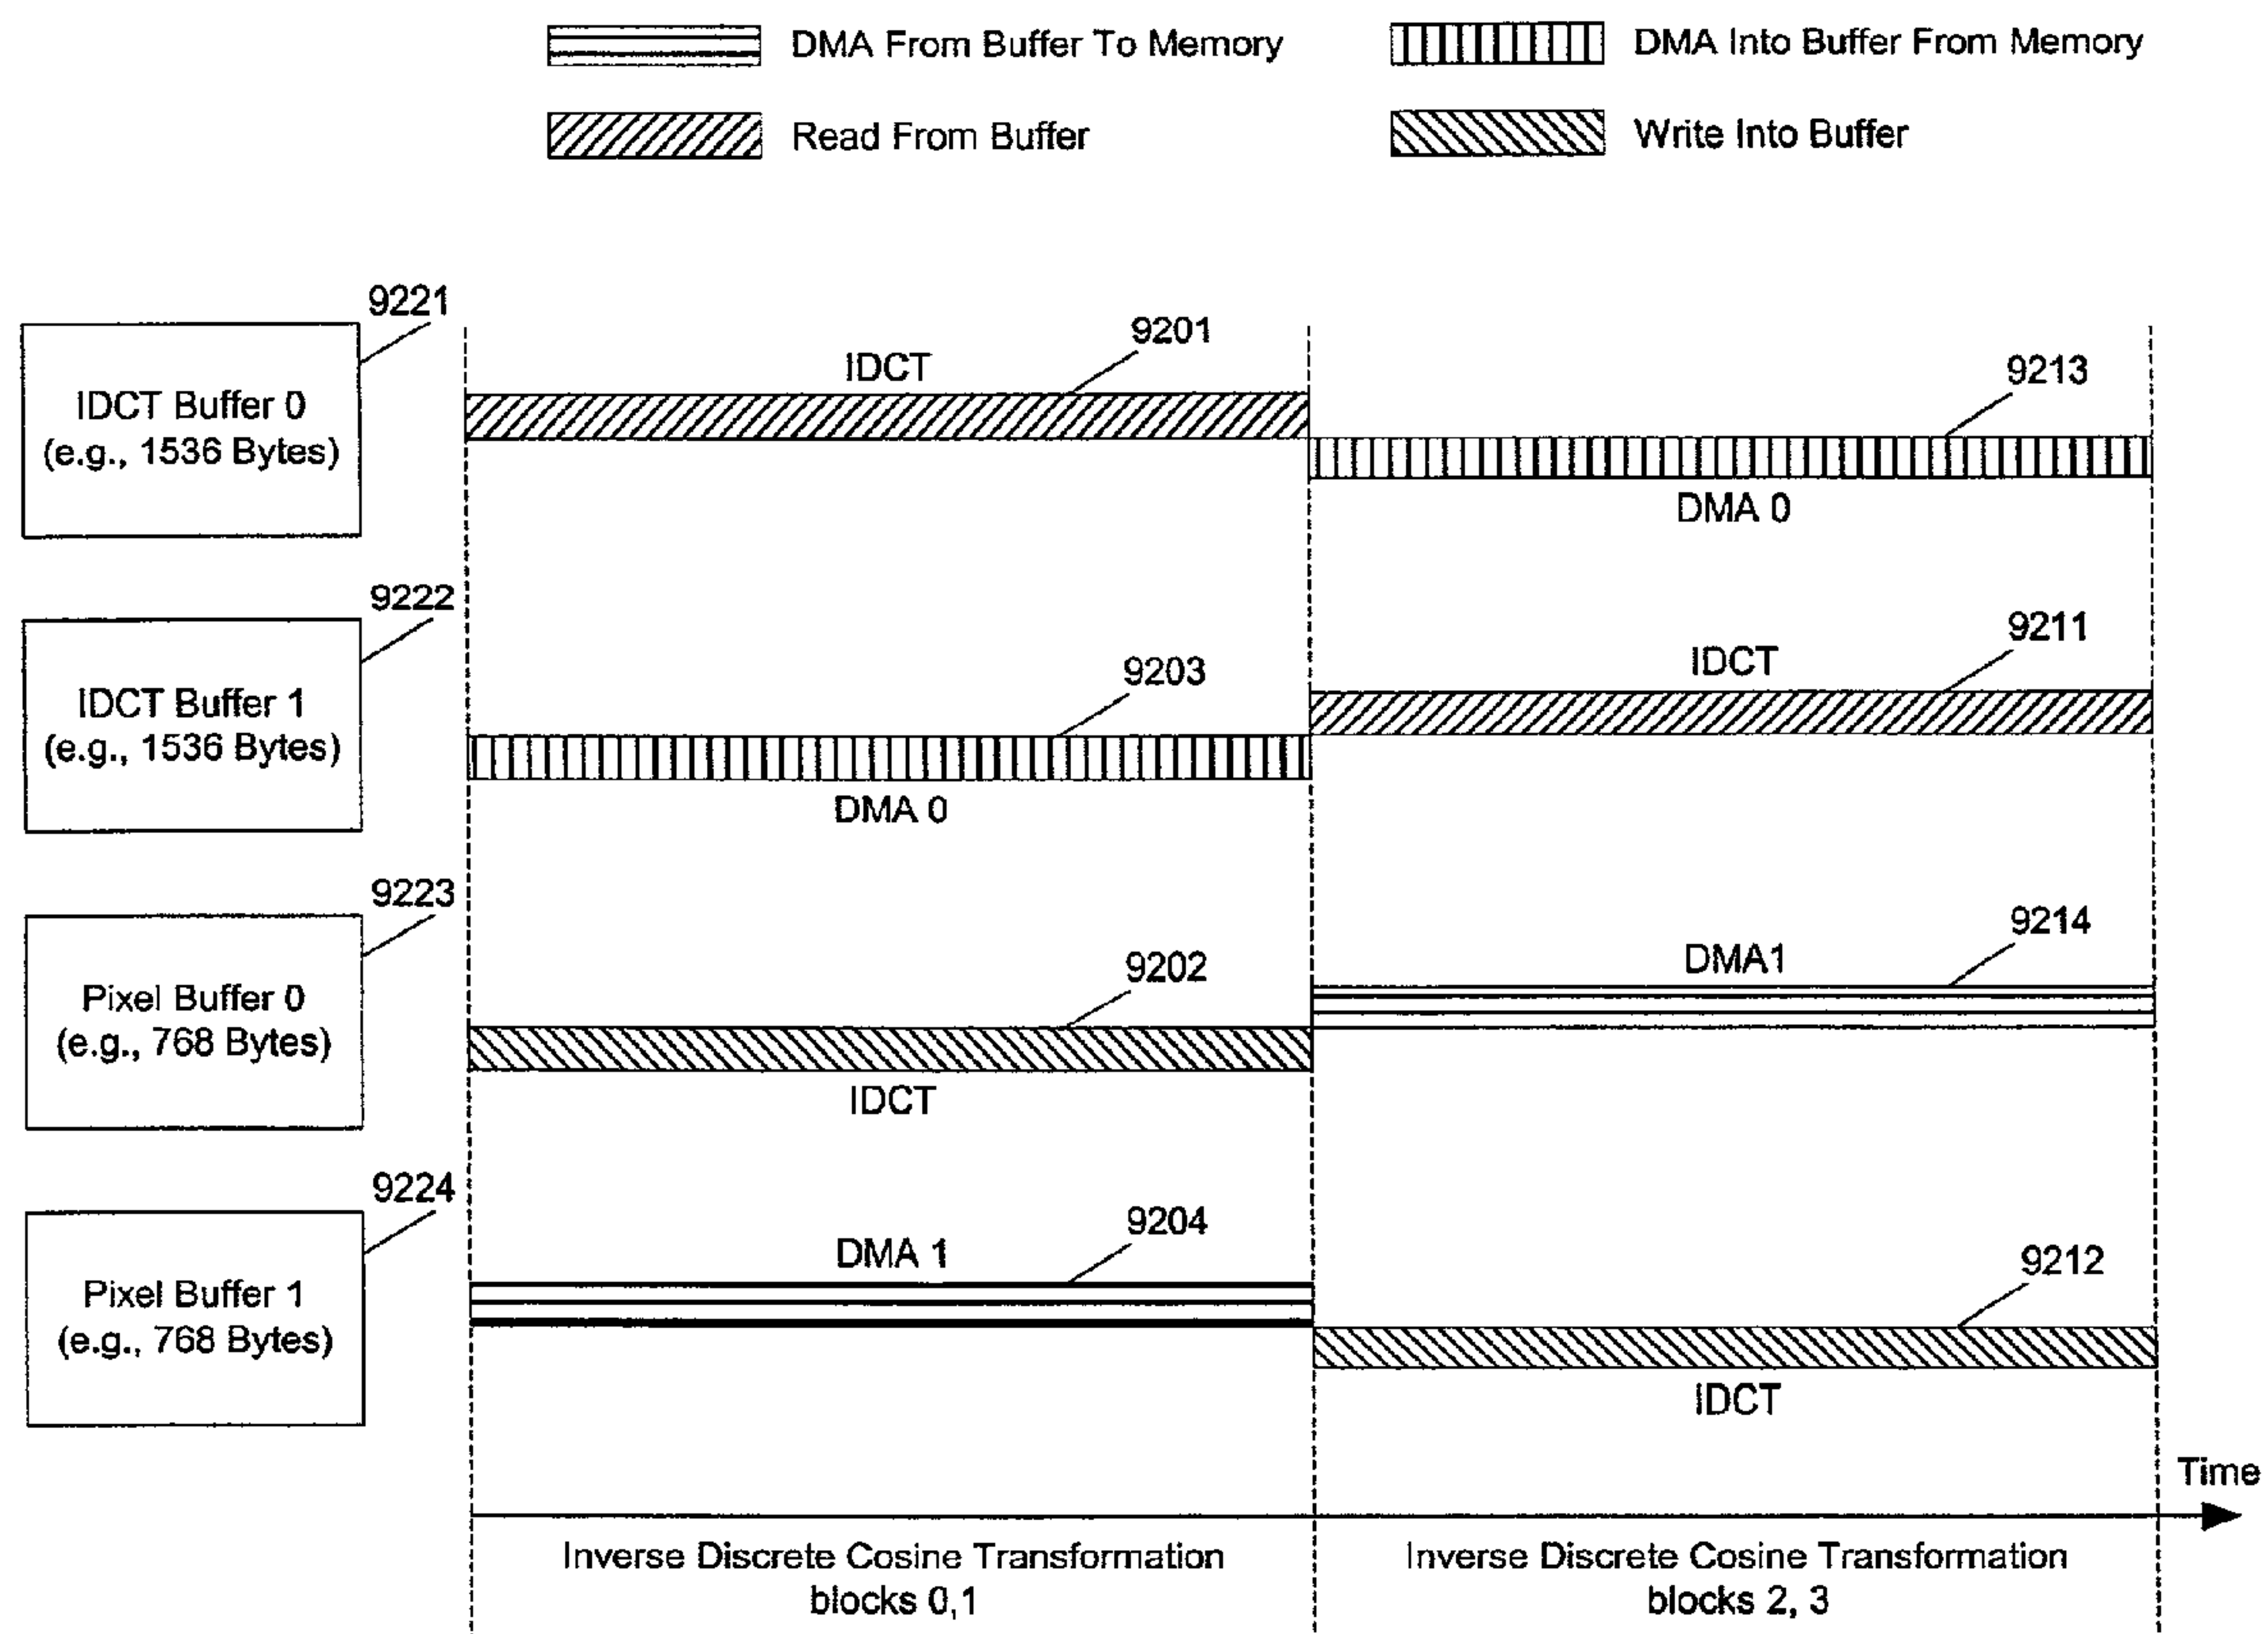 DMA From Buffer To Memory
DMA Into Buffer From Memory
Read From Buffer
Write Into Buffer
9221
IDCT Buffer 0
(e.g., 1536 Bytes)
IDCT
9201
9213
DMA 0
9222
IDCT Buffer 1
(e.g., 1536 Bytes)
9203
DMA 0
IDCT
9211
9223
Pixel Buffer 0
(e.g., 768 Bytes)
9202
IDCT
DMA1
9214
9224
Pixel Buffer 1
(e.g., 768 Bytes)
DMA 1
9204
9212
IDCT
Time
Inverse Discrete Cosine Transformation
blocks 0,1
Inverse Discrete Cosine Transformation
blocks 2, 3